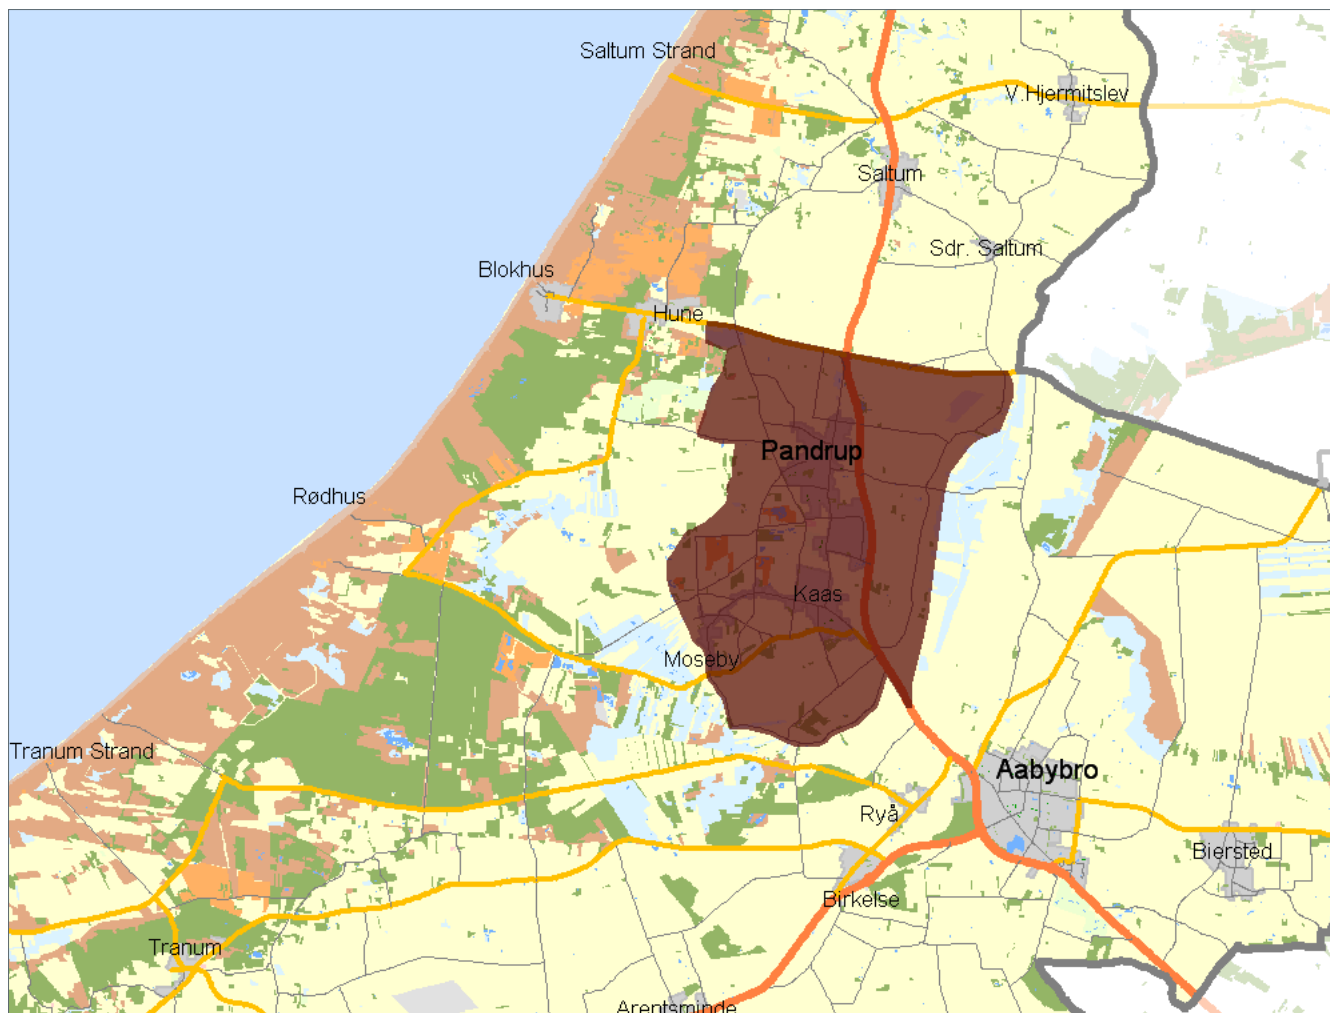 Saltum Strand
V.Hjermitslev
Saltum
Sdr. Saltum
Blokhus
Hune
Pandrup
Rødhus
Kaas
Moseby
Tranum Strand
Aabybro
Ryå
Biersted
Birkelse
Tranum
Arentsminde